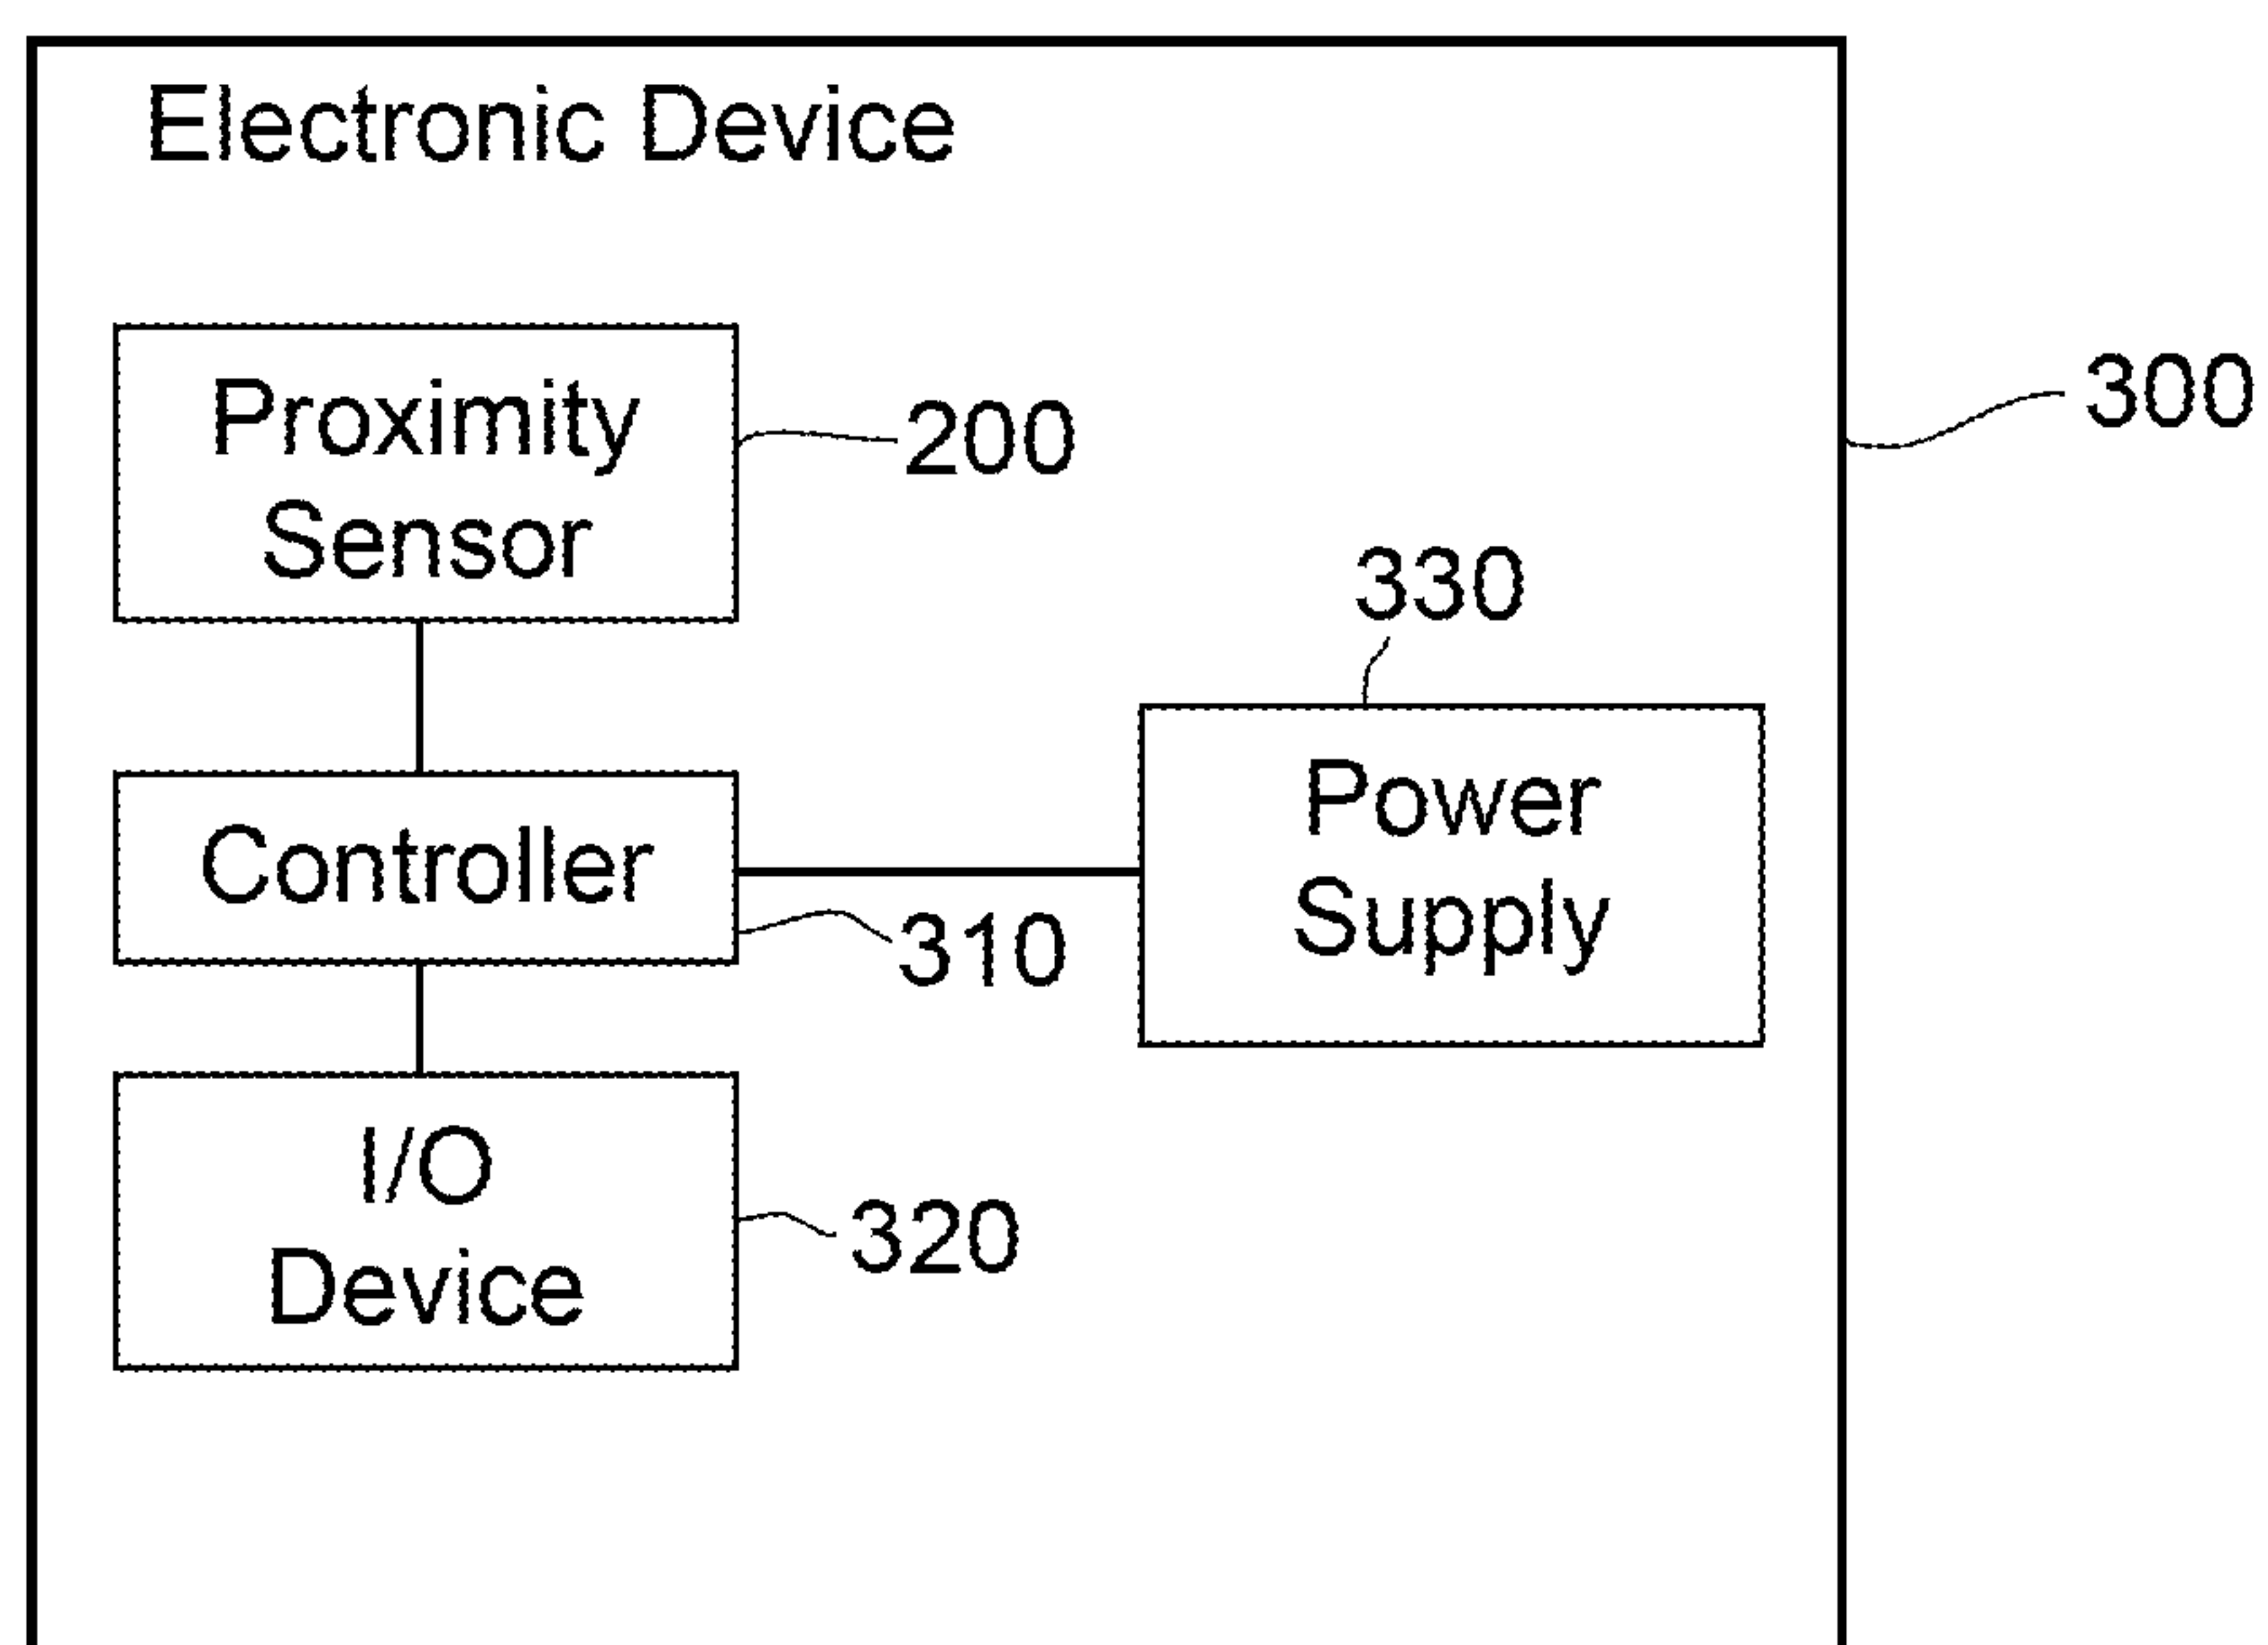 Electronic Device
Proximity
Sensor
200
300
330
Power
Supply
Controller
310
I/O
Device
320